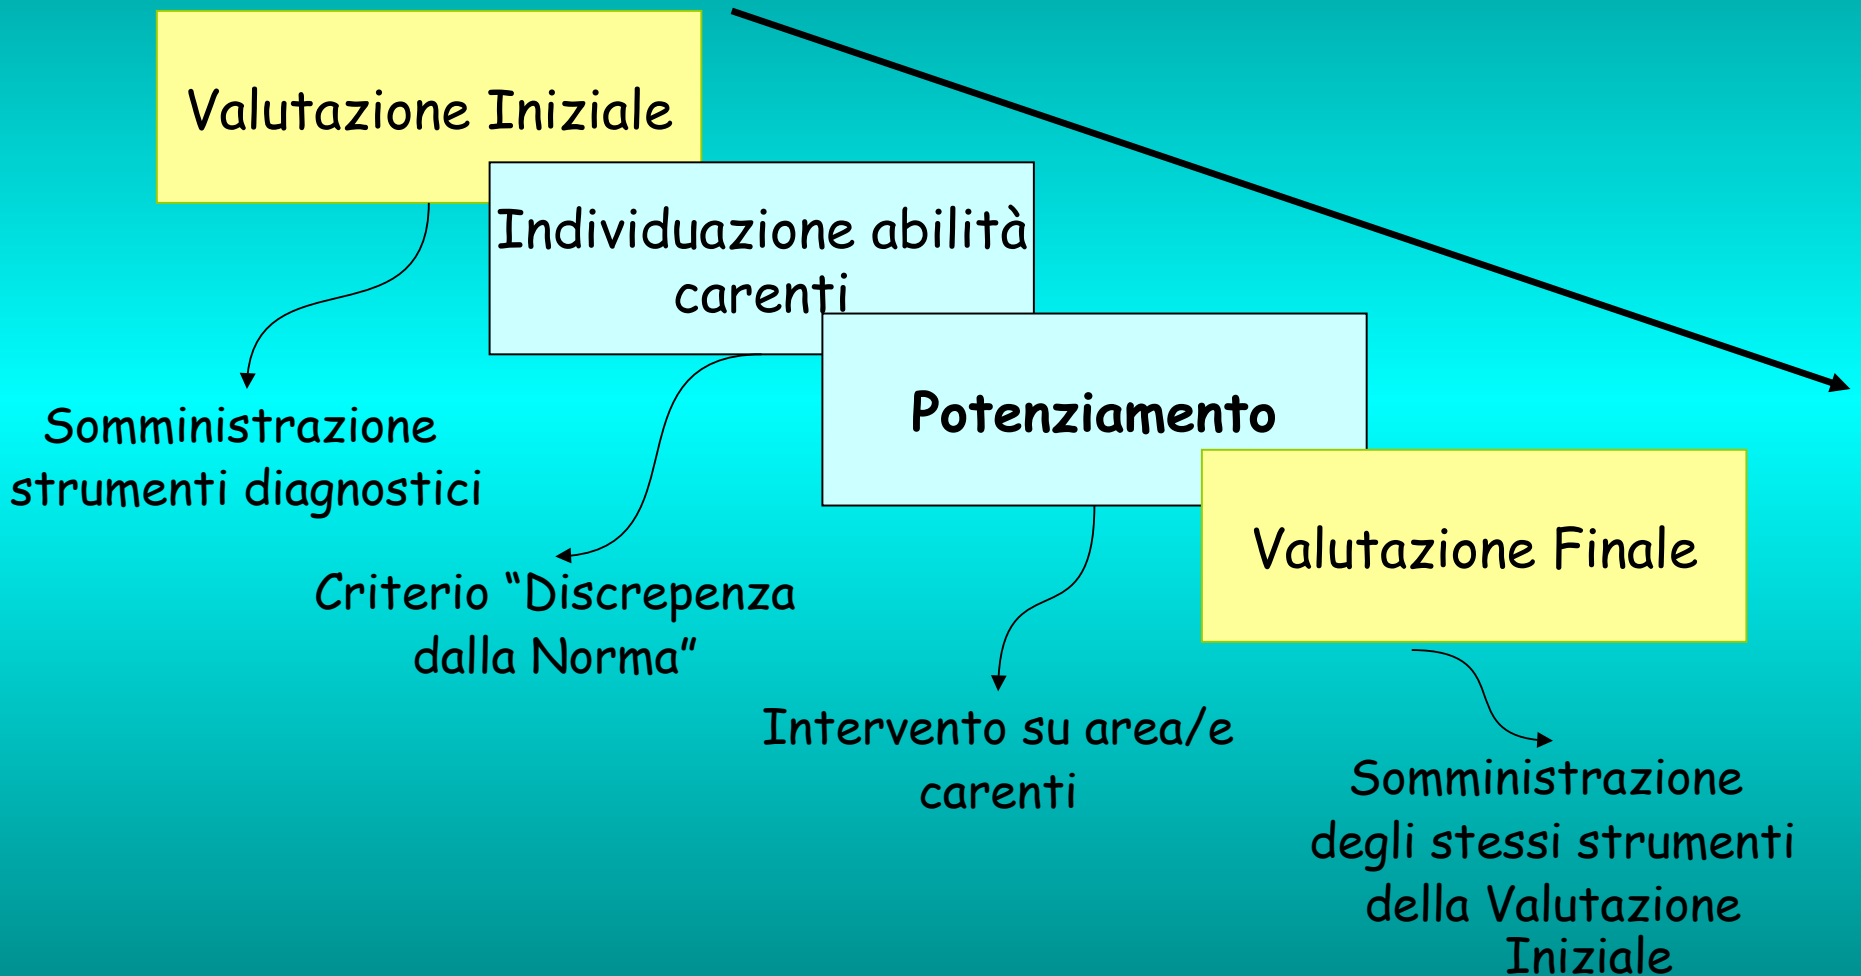 Valutazione Iniziale
Individuazione abilità
carenti
Potenziamento
Valutazione Finale
Somministrazione
strumenti diagnostici
Criterio “Discrepenza
dalla Norma”
Intervento su area/e
carenti
Somministrazione
degli stessi strumenti
della Valutazione
Iniziale